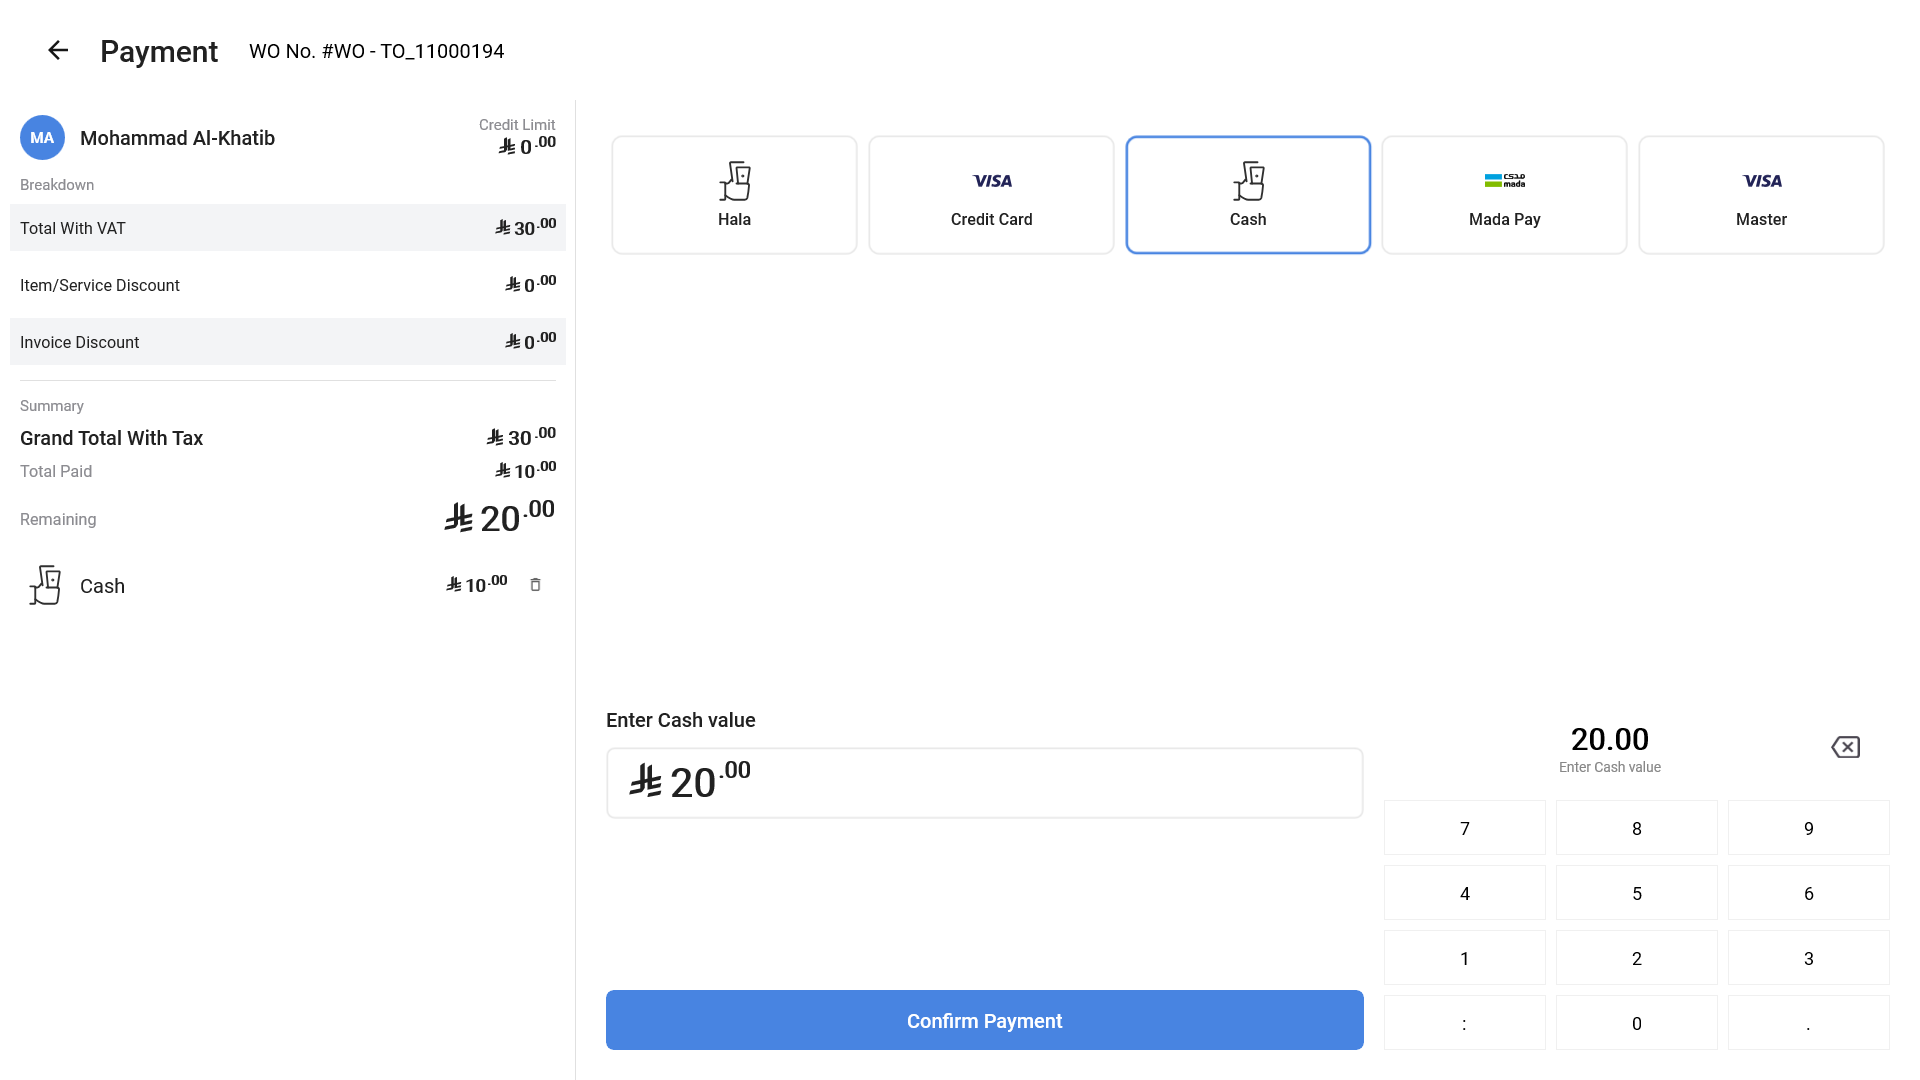 Payment WO No. #WO - TO_11000194
MA Mohammad Al-Khatib
Credit Limit
0.00
Breakdown
Total With VAT 30.00
Item/Service Discount 0.00
Invoice Discount 0.00
Summary
Grand Total With Tax 30.00
Total Paid 10.00
Remaining 20.00
Cash 10.00
Hala
VISA
Credit Card
Cash
مدى
mada
Mada Pay
VISA
Master
Enter Cash value
20.00
Confirm Payment
20.00
Enter Cash value
7 8 9
4 5 6
1 2 3
: 0 .